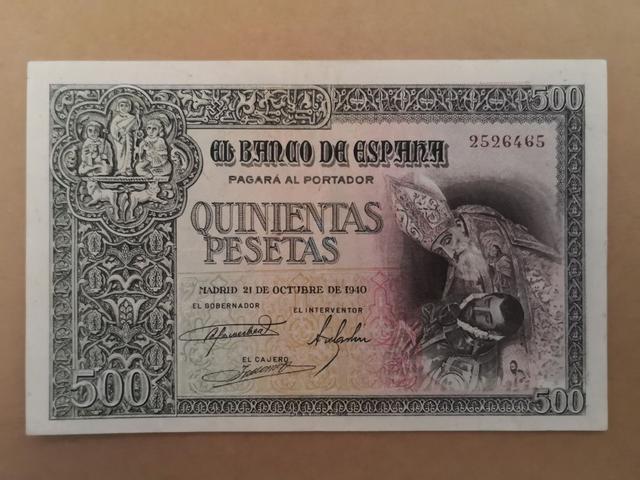 500
EL BANCO DE ESPAÑA
2526465
PAGARÁ AL PORTADOR
QUINIENTAS
PESETAS
MADRID 21 DE OCTUBRE DE 1940
EL GOBERNADOR
EL INTERVENTOR
EL CAJERO
500
500